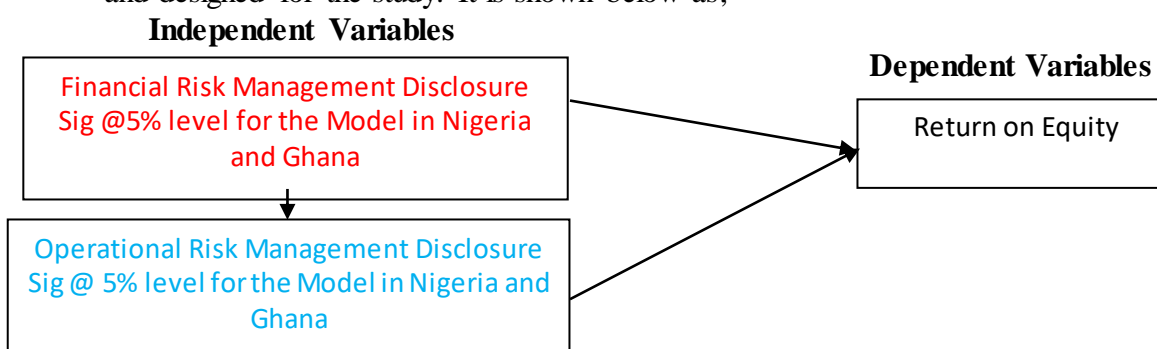 and designed for the study. It is shown below as;
Independent Variables
Financial Risk Management Disclosure
Sig @5% level for the Model in Nigeria
and Ghana
Dependent Variables
Return on Equity
Operational Risk Management Disclosure
Sig @ 5% level for the Model in Nigeria and
Ghana